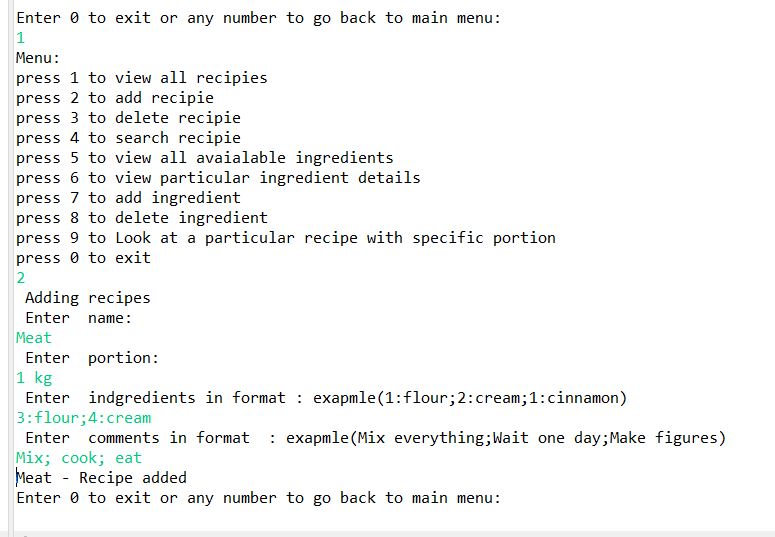 Enter 0 to exit or any number to go back to main menu:
1
Menu:
press 1 to view all recipies
press 2 to add recipie
press 3 to delete recipie
press 4 to search recipie
press 5 to view all avaialable ingredients
press 6 to view particular ingredient details
press 7 to add ingredient
press 8 to delete ingredient
press 9 to Look at a particular recipe with specific portion
press 0 to exit
2
Adding recipes
Enter  name:
Meat
Enter  portion:
1 kg
Enter  indgredients in format : exapmle(1:flour;2:cream;1:cinnamon)
3:flour;4:cream
Enter  comments in format  : exapmle(Mix everything;Wait one day;Make figures)
Mix; cook; eat
Meat - Recipe added
Enter 0 to exit or any number to go back to main menu: